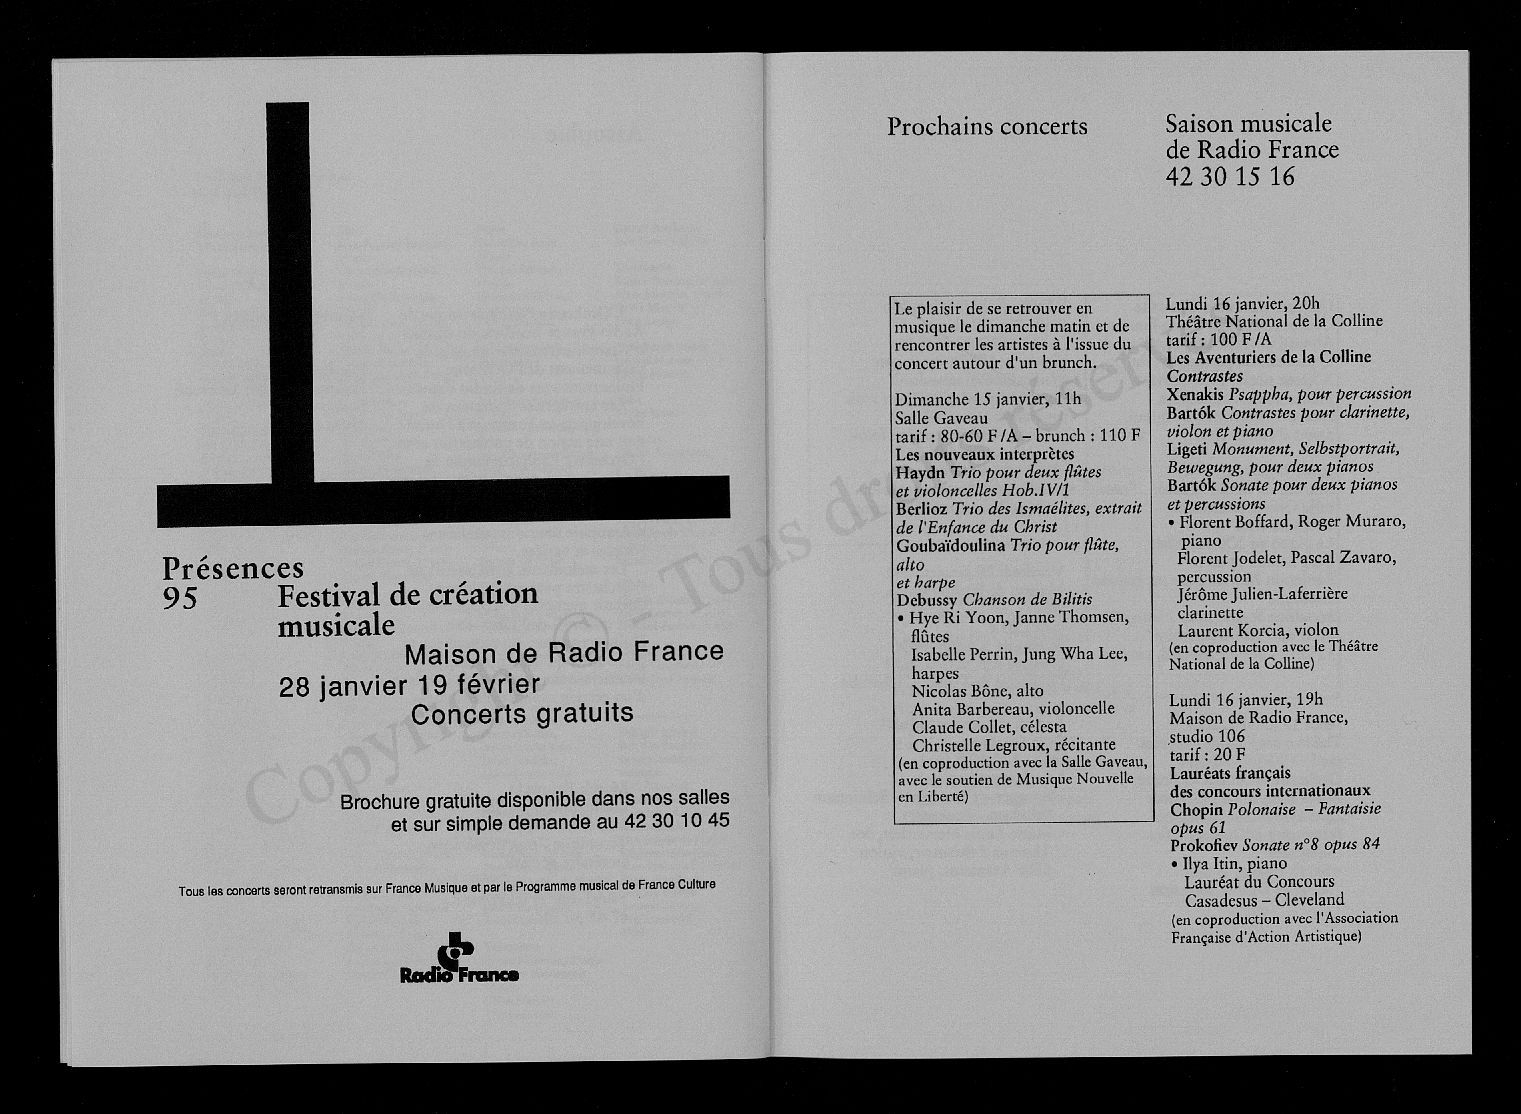 Présences
95 Festival de création
musicale
Maison de Radio France
28 janvier 19 février
Concerts gratuits
Brochure gratuite disponible dans nos salles
et sur simple demande au 42 30 10 45
Tous les concerts seront retransmis sur France Musique et par le Programme musical de France Culture
Radio France
Prochains concerts
Saison musicale
de Radio France
42 30 15 16
Le plaisir de se retrouver en
musique le dimanche matin et de
rencontrer les artistes à l'issue du
concert autour d'un brunch.
Dimanche 15 janvier, 11h
Salle Gaveau
tarif : 80-60 F /A – brunch : 110 F
Les nouveaux interprètes
Haydn Trio pour deux flûtes
et violoncelles Hob.IV/1
Berlioz Trio des Ismaélites, extrait
de l'Enfance du Christ
Goubaïdoulina Trio pour flûte,
alto
et harpe
Debussy Chanson de Bilitis
• Hye Ri Yoon, Janne Thomsen,
flûtes
Isabelle Perrin, Jung Wha Lee,
harpes
Nicolas Bône, alto
Anita Barbereau, violoncelle
Claude Collet, célesta
Christelle Legroux, récitante
(en coproduction avec la Salle Gaveau,
avec le soutien de Musique Nouvelle
en Liberté)
Lundi 16 janvier, 20h
Théâtre National de la Colline
tarif : 100 F /A
Les Aventuriers de la Colline
Contrastes
Xenakis Psappha, pour percussion
Bartók Contrastes pour clarinette,
violon et piano
Ligeti Monument, Selbstportrait,
Bewegung, pour deux pianos
Bartók Sonate pour deux pianos
et percussions
• Florent Boffard, Roger Muraro,
piano
Florent Jodelet, Pascal Zavaro,
percussion
Jérôme Julien-Laferrière
clarinette
Laurent Korcia, violon
(en coproduction avec le Théâtre
National de la Colline)
Lundi 16 janvier, 19h
Maison de Radio France,
studio 106
tarif : 20 F
Lauréats français
des concours internationaux
Chopin Polonaise – Fantaisie
opus 61
Prokofiev Sonate n°8 opus 84
• Ilya Itin, piano
Lauréat du Concours
Casadesus – Cleveland
(en coproduction avec l'Association
Française d'Action Artistique)
Copyright © - Tous droits réservés